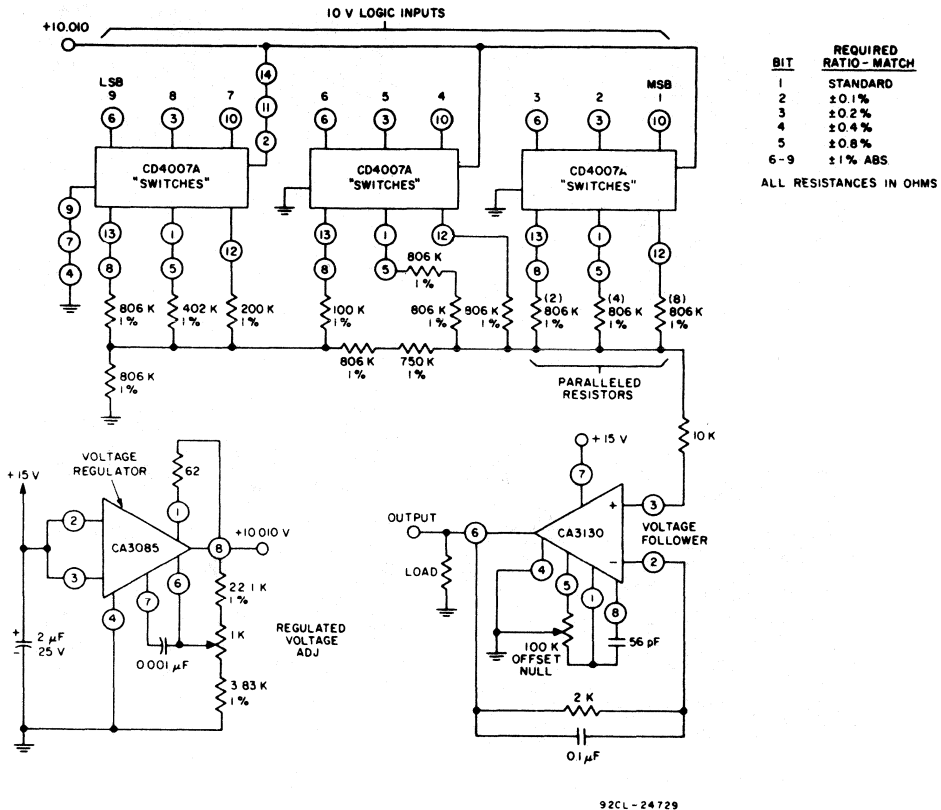 10 V LOGIC INPUTS
+10.010
LSB
9 8 7
6 3 10
14
11
2
6 5 4
6 3 10
MSB
3 2 1
6 3 10
CD4007A
"SWITCHES"
CD4007A
"SWITCHES"
CD4007A
"SWITCHES"
9
7
4
13 1 12
8 5
13 1 12
8 5
13 1 12
8 5
806 K
1%
806 K
1%
402 K
1%
200 K
1%
100 K
1%
806 K
1%
806 K
1%
(2)
806 K
1%
(4)
806 K
1%
(8)
806 K
1%
806 K
1%
750 K
1%
806 K
1%
PARALLELED
RESISTORS
BIT
REQUIRED
RATIO-MATCH
1 STANDARD
2 ±0.1%
3 ±0.2%
4 ±0.4%
5 ±0.8%
6-9 ±1% ABS.
ALL RESISTANCES IN OHMS
VOLTAGE
REGULATOR
+15 V
62
1
2
3
CA3085
8
+10.010 V
6
7
4
22.1 K
1%
1K
0.001 µF
3.83 K
1%
REGULATED
VOLTAGE
ADJ
+
-
2 µF
25 V
10 K
+15 V
7
OUTPUT
6
CA3130
+
-
3
VOLTAGE
FOLLOWER
2
LOAD
4
5
1
8
100 K
OFFSET
NULL
56 pF
2 K
0.1µF
92CL-24729